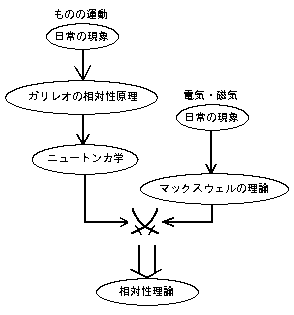 ものの運動
日常の現象
ガリレオの相対性原理
ニュートン力学
電気・磁気
日常の現象
マックスウェルの理論
相対性理論